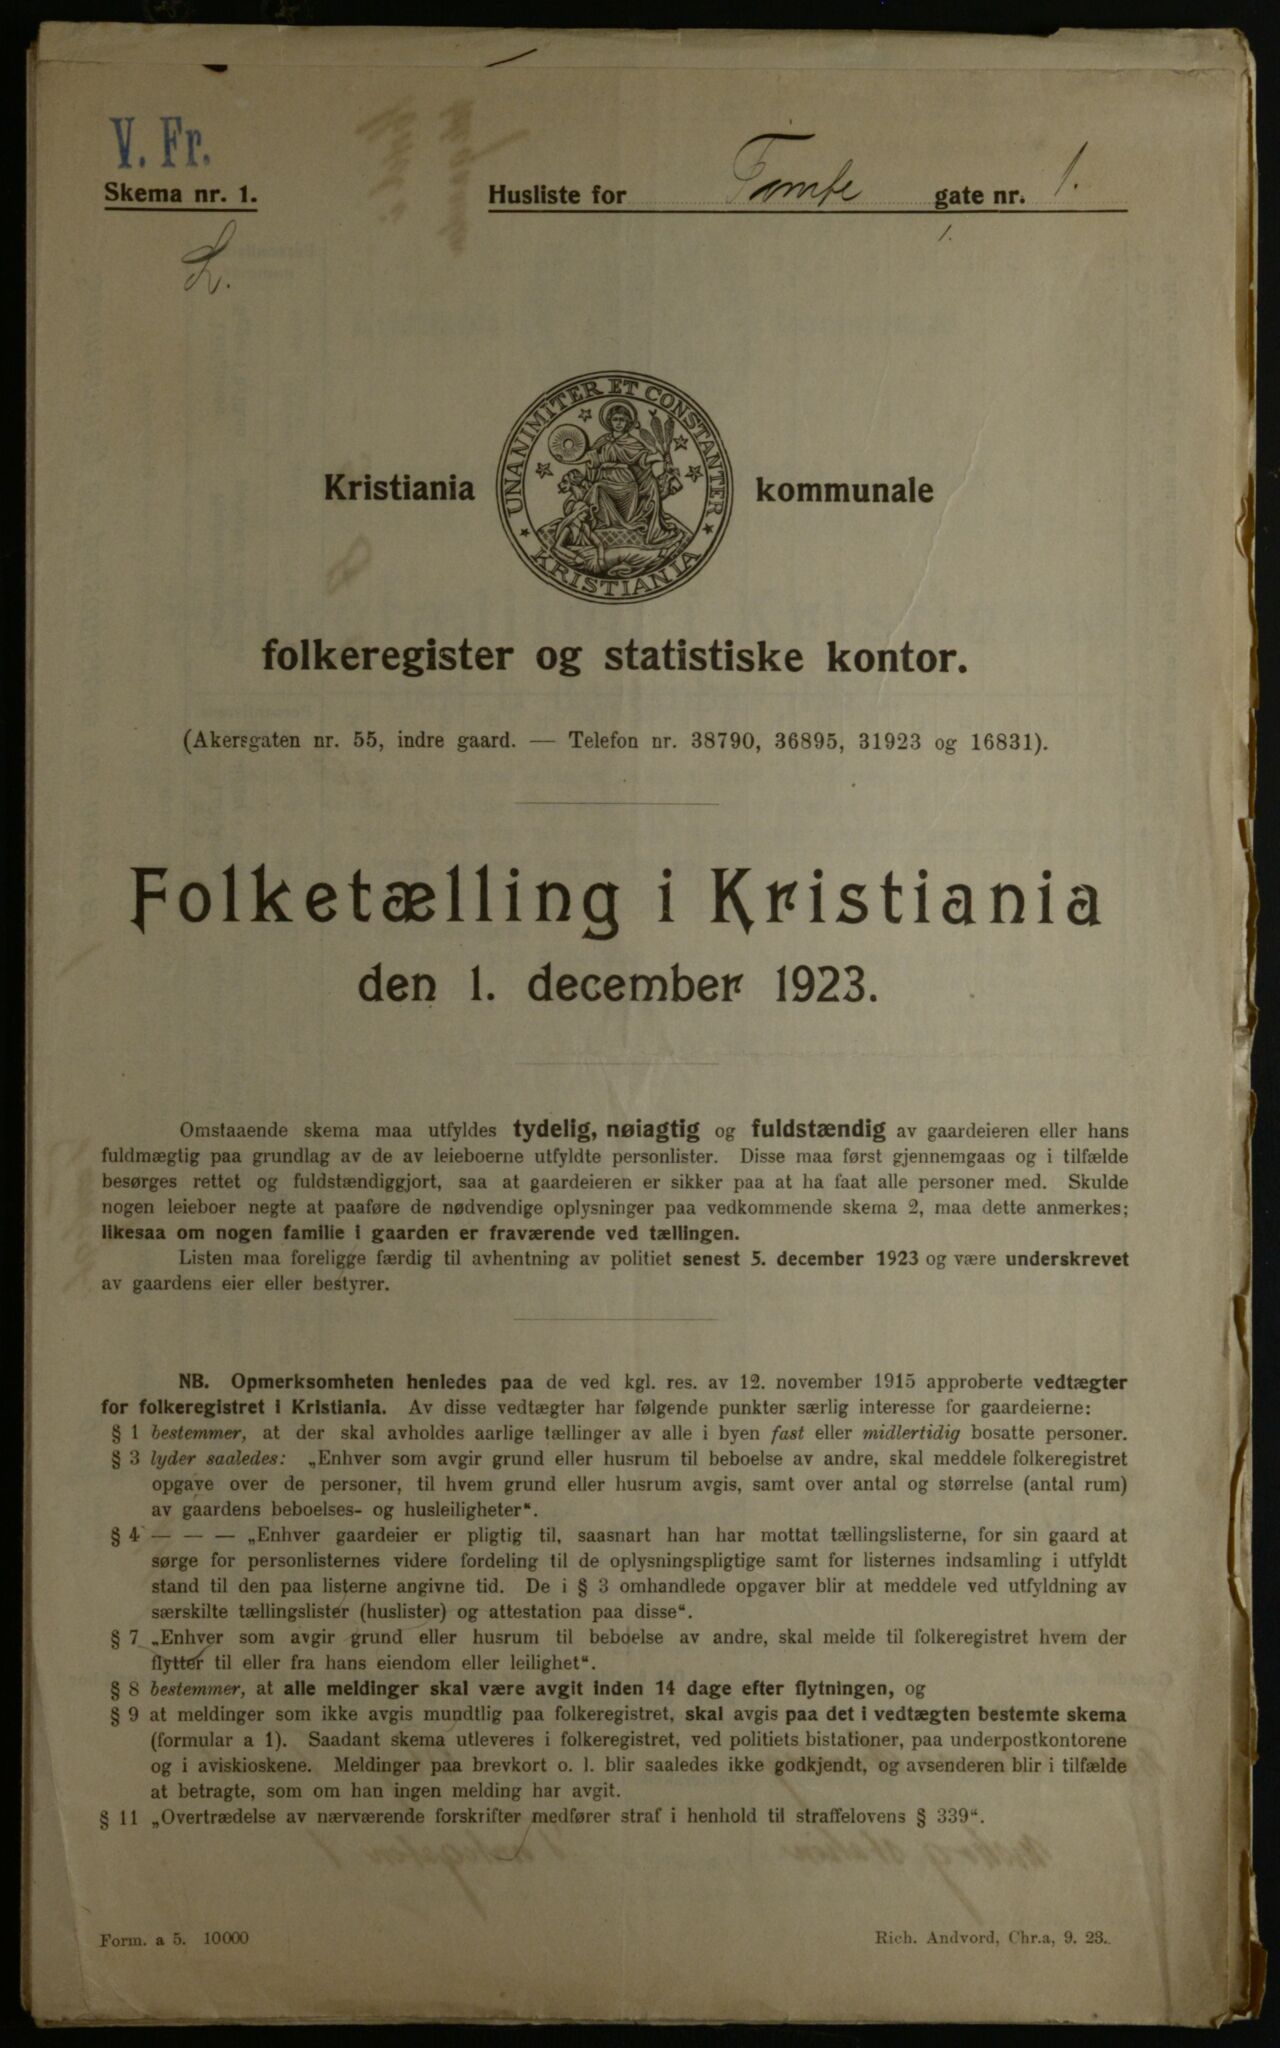 V. Fr.
Skema nr. 1.
Husliste for Tomte gate nr. 1.
L.
UNANIMITER ET CONSTANTER
KRISTIANIA
Kristiania kommunale
folkeregister og statistiske kontor.
(Akersgaten nr. 55, indre gaard. — Telefon nr. 38790, 36895, 31923 og 16831).
Folketælling i Kristiania
den 1. december 1923.
Omstaaende skema maa utfyldes tydelig, nøiagtig og fuldstændig av gaardeieren eller hans
fuldmægtig paa grundlag av de av leieboerne utfyldte personlister. Disse maa først gjennemgaas og i tilfælde
besørges rettet og fuldstændiggjort, saa at gaardeieren er sikker paa at ha faat alle personer med. Skulde
nogen leieboer negte at paaføre de nødvendige oplysninger paa vedkommende skema 2, maa dette anmerkes;
likesaa om nogen familie i gaarden er fraværende ved tællingen.
Listen maa foreligge færdig til avhentning av politiet senest 5. december 1923 og være underskrevet
av gaardens eier eller bestyrer.
NB. Opmerksomheten henledes paa de ved kgl. res. av 12. november 1915 approberte vedtægter
for folkeregistret i Kristiania. Av disse vedtægter har følgende punkter særlig interesse for gaardeierne:
§ 1 bestemmer, at der skal avholdes aarlige tællinger av alle i byen fast eller midlertidig bosatte personer.
§ 3 lyder saaledes: „Enhver som avgir grund eller husrum til beboelse av andre, skal meddele folkeregistret
opgave over de personer, til hvem grund eller husrum avgis, samt over antal og størrelse (antal rum)
av gaardens beboelses- og husleiligheter“.
§ 4 — — — „Enhver gaardeier er pligtig til, saasnart han har mottat tællingslisterne, for sin gaard at
sørge for personlisternes videre fordeling til de oplysningspligtige samt for listernes indsamling i utfyldt
stand til den paa listerne angivne tid. De i § 3 omhandlede opgaver blir at meddele ved utfyldning av
særskilte tællingslister (huslister) og attestation paa disse“.
§ 7 „Enhver som avgir grund eller husrum til beboelse av andre, skal melde til folkeregistret hvem der
flytter til eller fra hans eiendom eller leilighet“.
§ 8 bestemmer, at alle meldinger skal være avgit inden 14 dage efter flytningen, og
§ 9 at meldinger som ikke avgis mundtlig paa folkeregistret, skal avgis paa det i vedtægten bestemte skema
(formular a 1). Saadant skema utleveres i folkeregistret, ved politiets bistationer, paa underpostkontorene
og i aviskioskene. Meldinger paa brevkort o. l. blir saaledes ikke godkjendt, og avsenderen blir i tilfælde
at betragte, som om han ingen melding har avgit.
§ 11 „Overtrædelse av nærværende forskrifter medfører straf i henhold til straffelovens § 339“.
Form. a 5. 10000
Rich. Andvord, Chr.a, 9. 23.